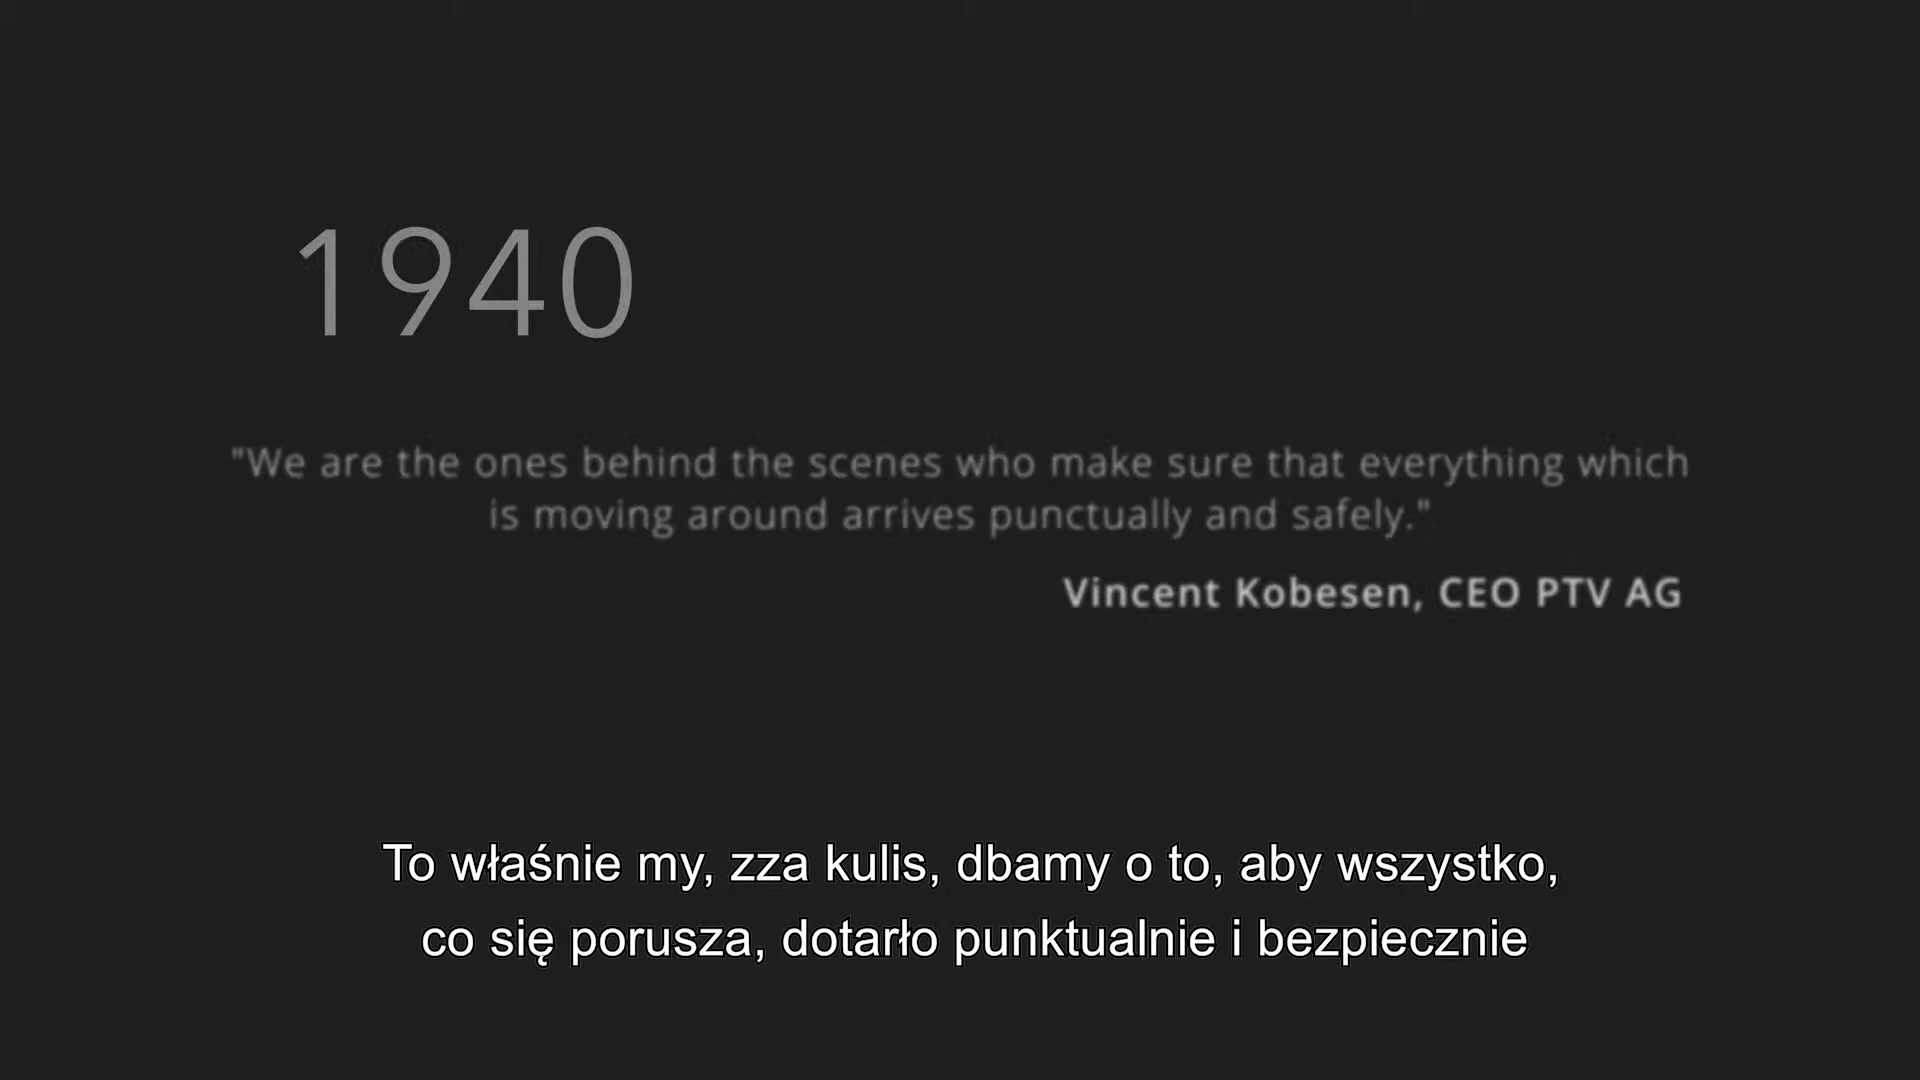 1940
"We are the ones behind the scenes who make sure that everything which
is moving around arrives punctually and safely."
Vincent Kobesen, CEO PTV AG
To właśnie my, zza kulis, dbamy o to, aby wszystko,
co się porusza, dotarło punktualnie i bezpiecznie